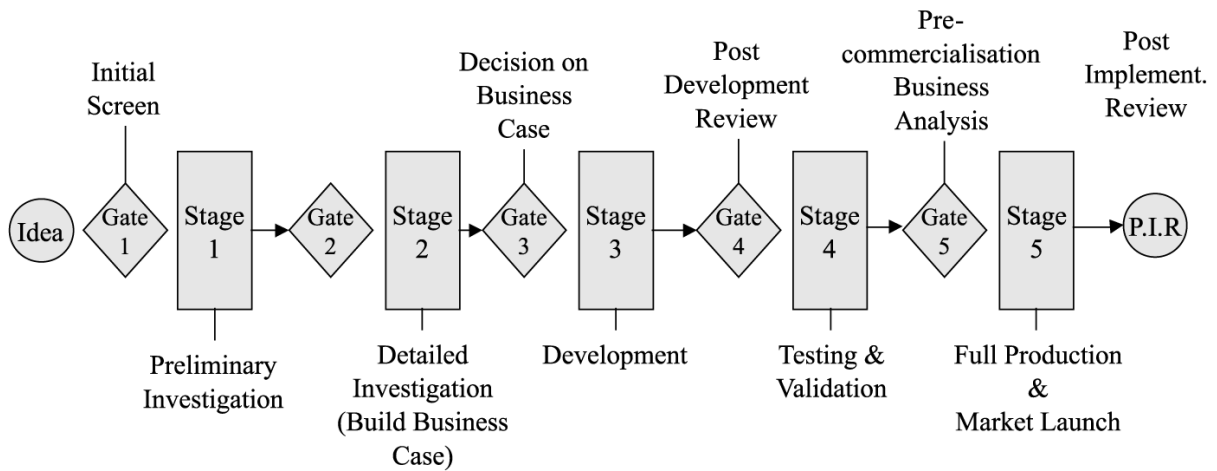 Initial
Screen
Decision on
Business
Case
Post
Development
Review
Pre-
commercialisation
Business
Analysis
Post
Implement.
Review
Idea
Gate
1
Stage
1
Gate
2
Stage
2
Gate
3
Stage
3
Gate
4
Stage
4
Gate
5
Stage
5
P.I.R
Preliminary
Investigation
Detailed
Investigation
(Build Business
Case)
Development
Testing &
Validation
Full Production
&
Market Launch